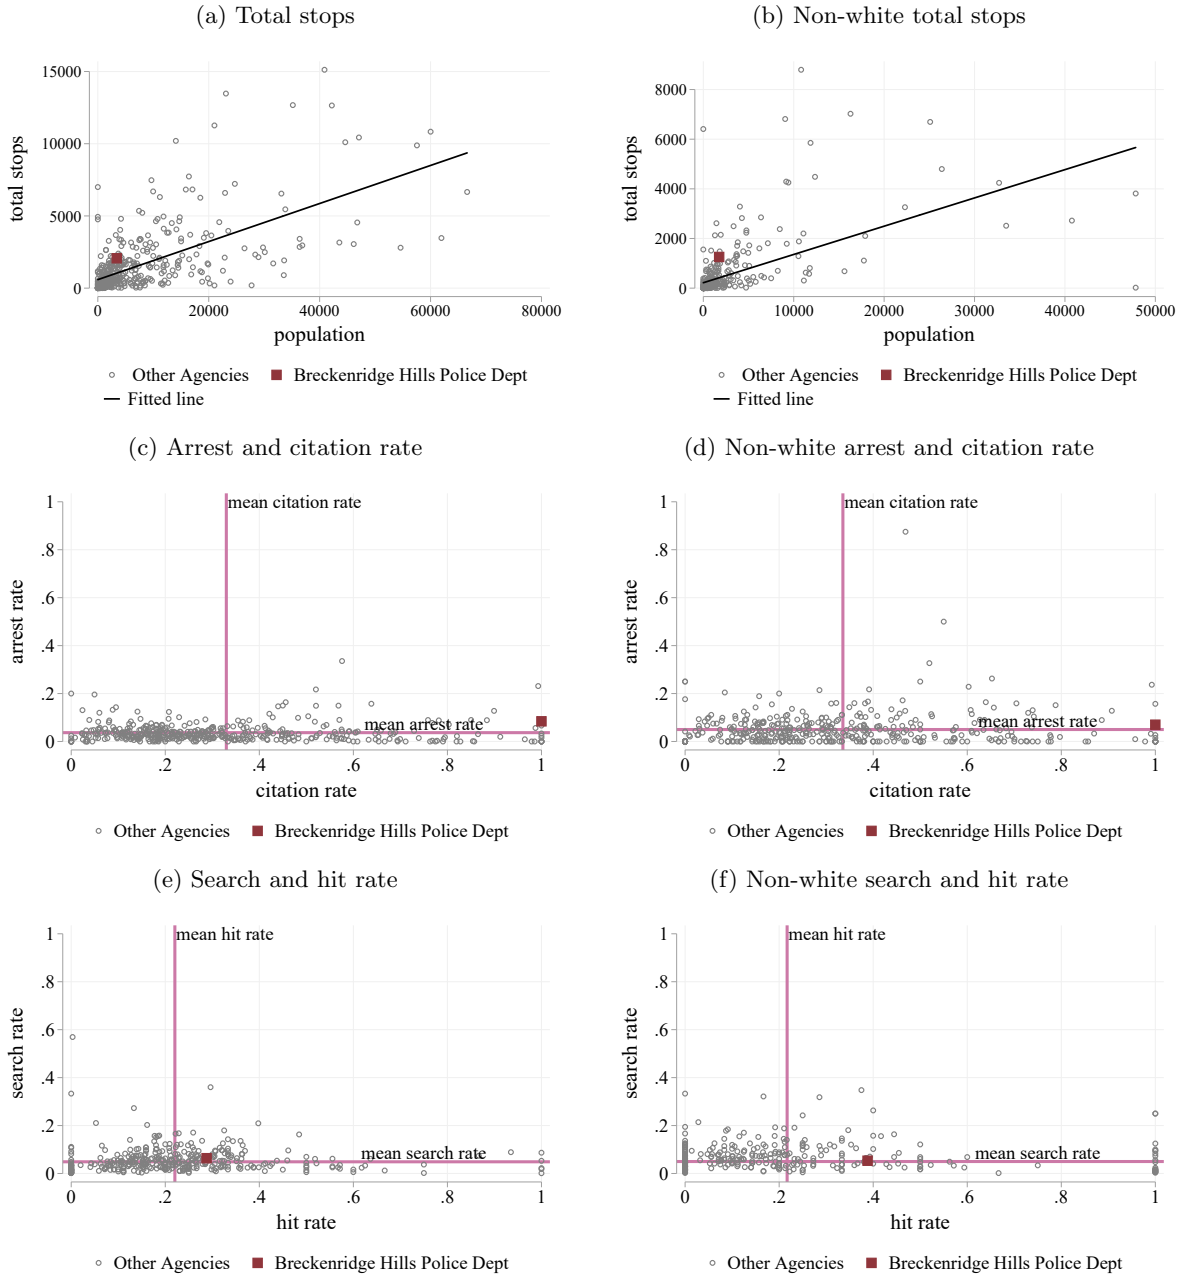 (a) Total stops
15000
10000
5000
0
total stops
0 20000 40000 60000 80000
population
Other Agencies Breckenridge Hills Police Dept
Fitted line
(b) Non-white total stops
8000
6000
4000
2000
0
total stops
0 10000 20000 30000 40000 50000
population
Other Agencies Breckenridge Hills Police Dept
Fitted line
(c) Arrest and citation rate
1
.8
.6
.4
.2
0
arrest rate
mean citation rate
mean arrest rate
0 .2 .4 .6 .8 1
citation rate
Other Agencies Breckenridge Hills Police Dept
(d) Non-white arrest and citation rate
1
.8
.6
.4
.2
0
arrest rate
mean citation rate
mean arrest rate
0 .2 .4 .6 .8 1
citation rate
Other Agencies Breckenridge Hills Police Dept
(e) Search and hit rate
1
.8
.6
.4
.2
0
search rate
mean hit rate
mean search rate
0 .2 .4 .6 .8 1
hit rate
Other Agencies Breckenridge Hills Police Dept
(f) Non-white search and hit rate
1
.8
.6
.4
.2
0
search rate
mean hit rate
mean search rate
0 .2 .4 .6 .8 1
hit rate
Other Agencies Breckenridge Hills Police Dept